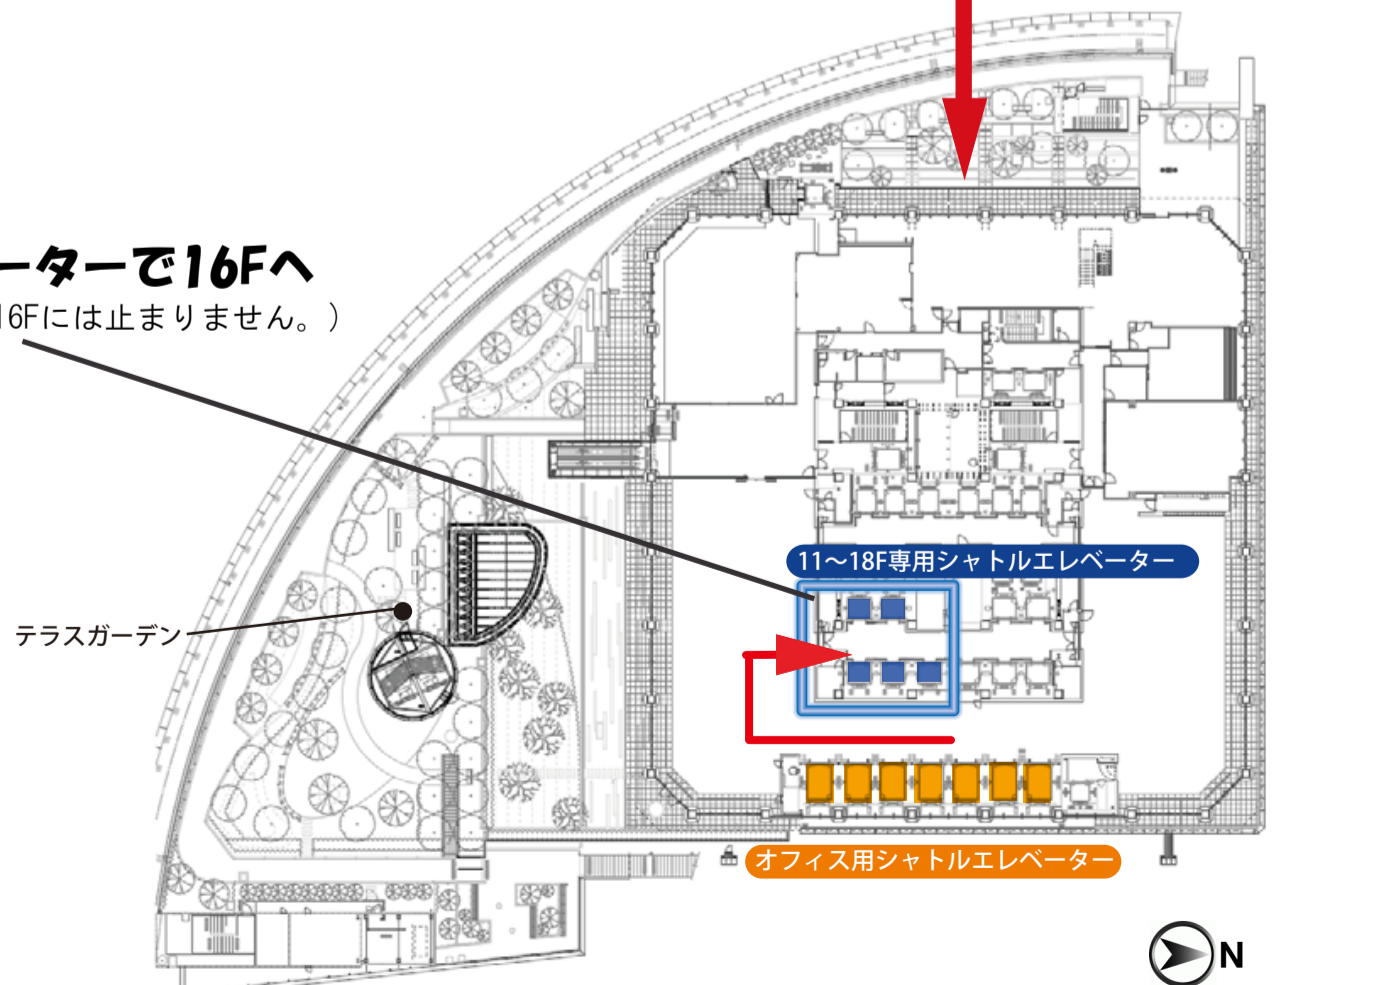 ーターで16Fへ
16Fには止まりません。）
11～18F専用シャトルエレベーター
テラスガーデン
オフィス用シャトルエレベーター
N